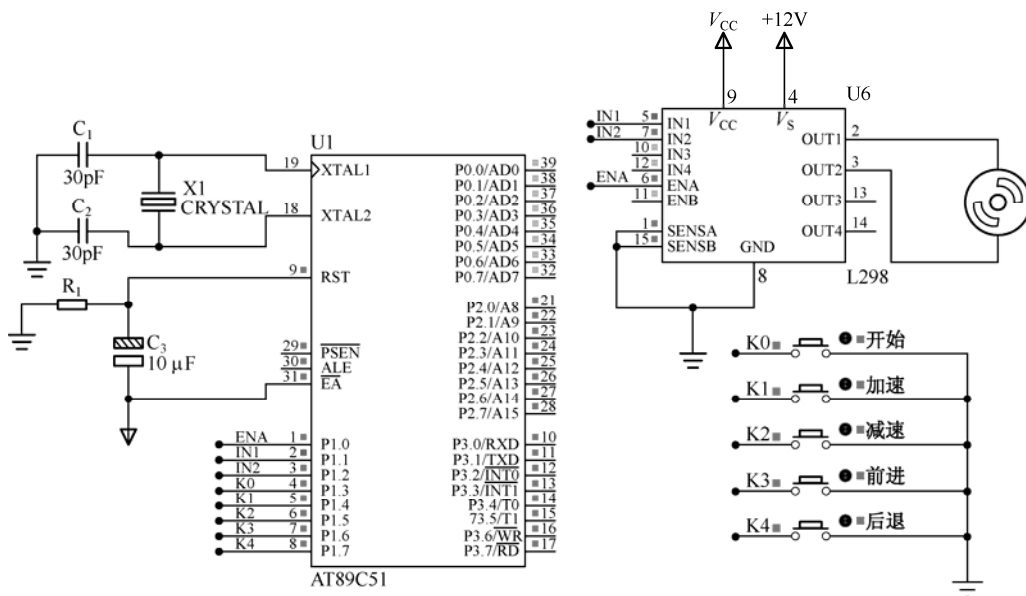 C1
30pF
X1
CRYSTAL
C2
30pF
R1
C3
10 μF
U1
19 XTAL1
18 XTAL2
9 RST
29 PSEN
30 ALE
31 EA
ENA 1 P1.0
IN1 2 P1.1
IN2 3 P1.2
K0 4 P1.3
K1 5 P1.4
K2 6 P1.5
K3 7 P1.6
K4 8 P1.7
P0.0/AD0 39
P0.1/AD1 38
P0.2/AD2 37
P0.3/AD3 36
P0.4/AD4 35
P0.5/AD5 34
P0.6/AD6 33
P0.7/AD7 32
P2.0/A8 21
P2.1/A9 22
P2.2/A10 23
P2.3/A11 24
P2.4/A12 25
P2.5/A13 26
P2.6/A14 27
P2.7/A15 28
P3.0/RXD 10
P3.1/TXD 11
P3.2/INT0 12
P3.3/INT1 13
P3.4/T0 14
73.5/T1 15
P3.6/WR 16
P3.7/RD 17
AT89C51
VCC +12V
9 4 U6
VCC VS
IN1 5 IN1
IN2 7 IN2
10 IN3
12 IN4
ENA 6 ENA
11 ENB
1 SENSA
15 SENSB
GND
8
OUT1 2
OUT2 3
OUT3 13
OUT4 14
L298
K0 开始
K1 加速
K2 减速
K3 前进
K4 后退